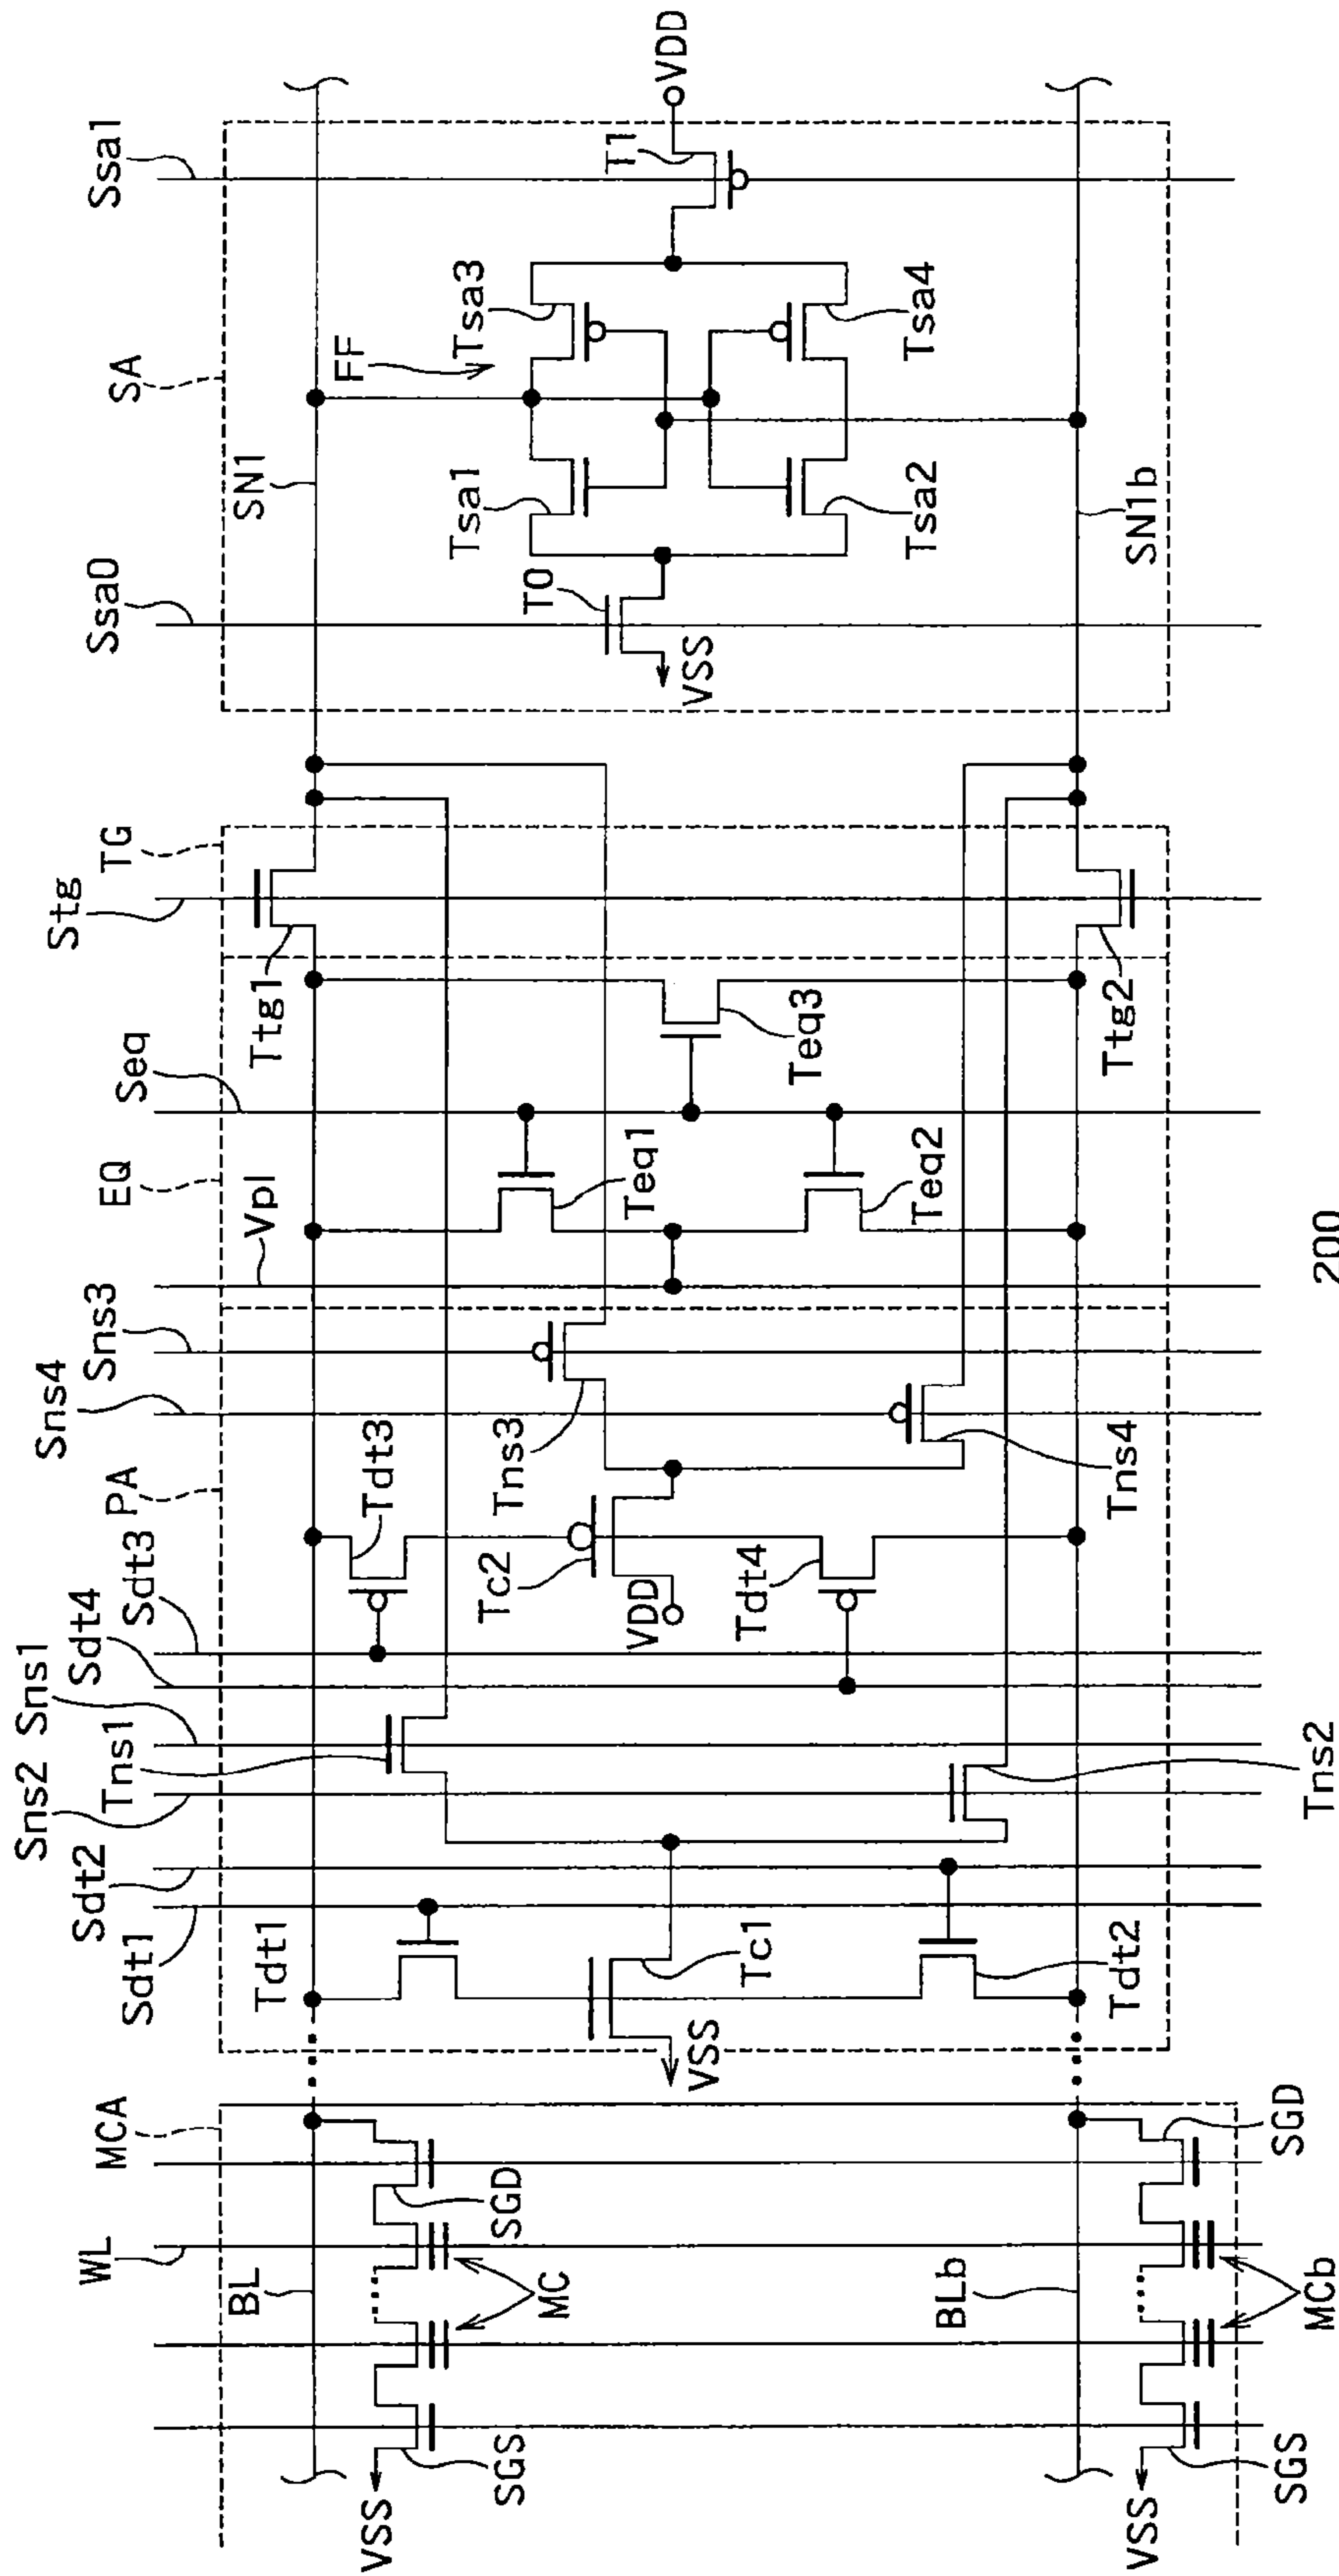 MCA
WL
BL
VSS
SGS
MC
SGD
BLb
VSS
SGS
MCb
SGD
Sdt1
Sdt2
Sns2
Tns1
Sns1
Sdt4
Sdt3
PA
Sns4
Sns3
Tdt1
VSS
Tc1
Tdt2
Tns2
Tdt3
Tc2
VDD
Tdt4
Tns3
Tns4
EQ
Vpl
Seq
Teq1
Teq2
Teq3
Stg
TG
Ttg1
Ttg2
Ssa0
SN1
SA
Ssa1
FF
T0
VSS
Tsa1
Tsa2
Tsa3
Tsa4
T1
VDD
SN1b
200